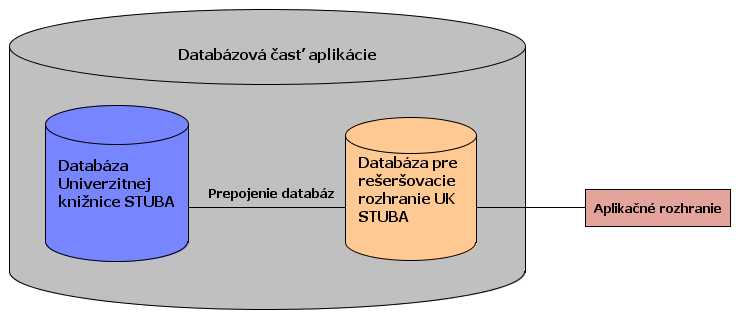 Databázová časť aplikácie
Databáza
Univerzitnej
knižnice STUBA
Prepojenie databáz
Databáza pre
rešeršovacie
rozhranie UK
STUBA
Aplikačné rozhranie